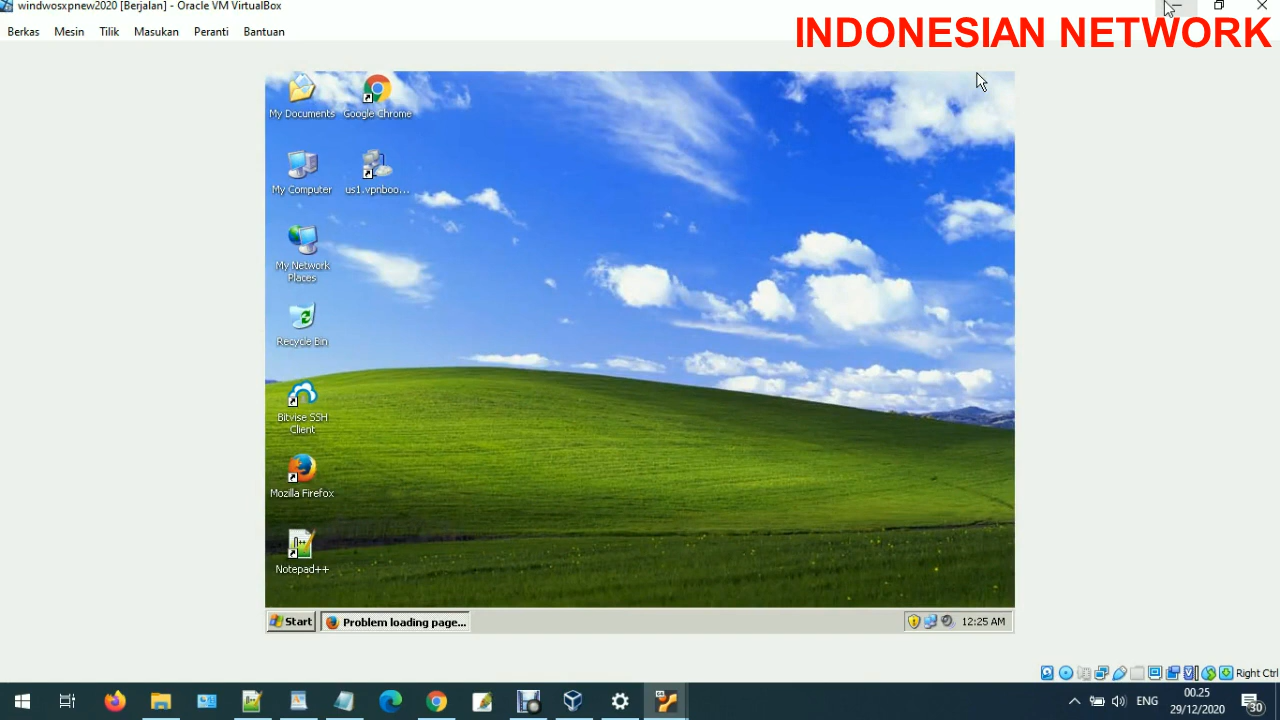 windwosxpnew2020 [Berjalan] - Oracle VM VirtualBox
Berkas Mesin Tilik Masukan Peranti Bantuan
INDONESIAN NETWORK
My Documents
Google Chrome
My Computer
us1.vpnboo...
My Network
Places
Recycle Bin
Bitvise SSH
Client
Mozilla Firefox
Notepad++
Start
Problem loading page...
12:25 AM
Right Ctrl
ENG
00.25
29/12/2020
30